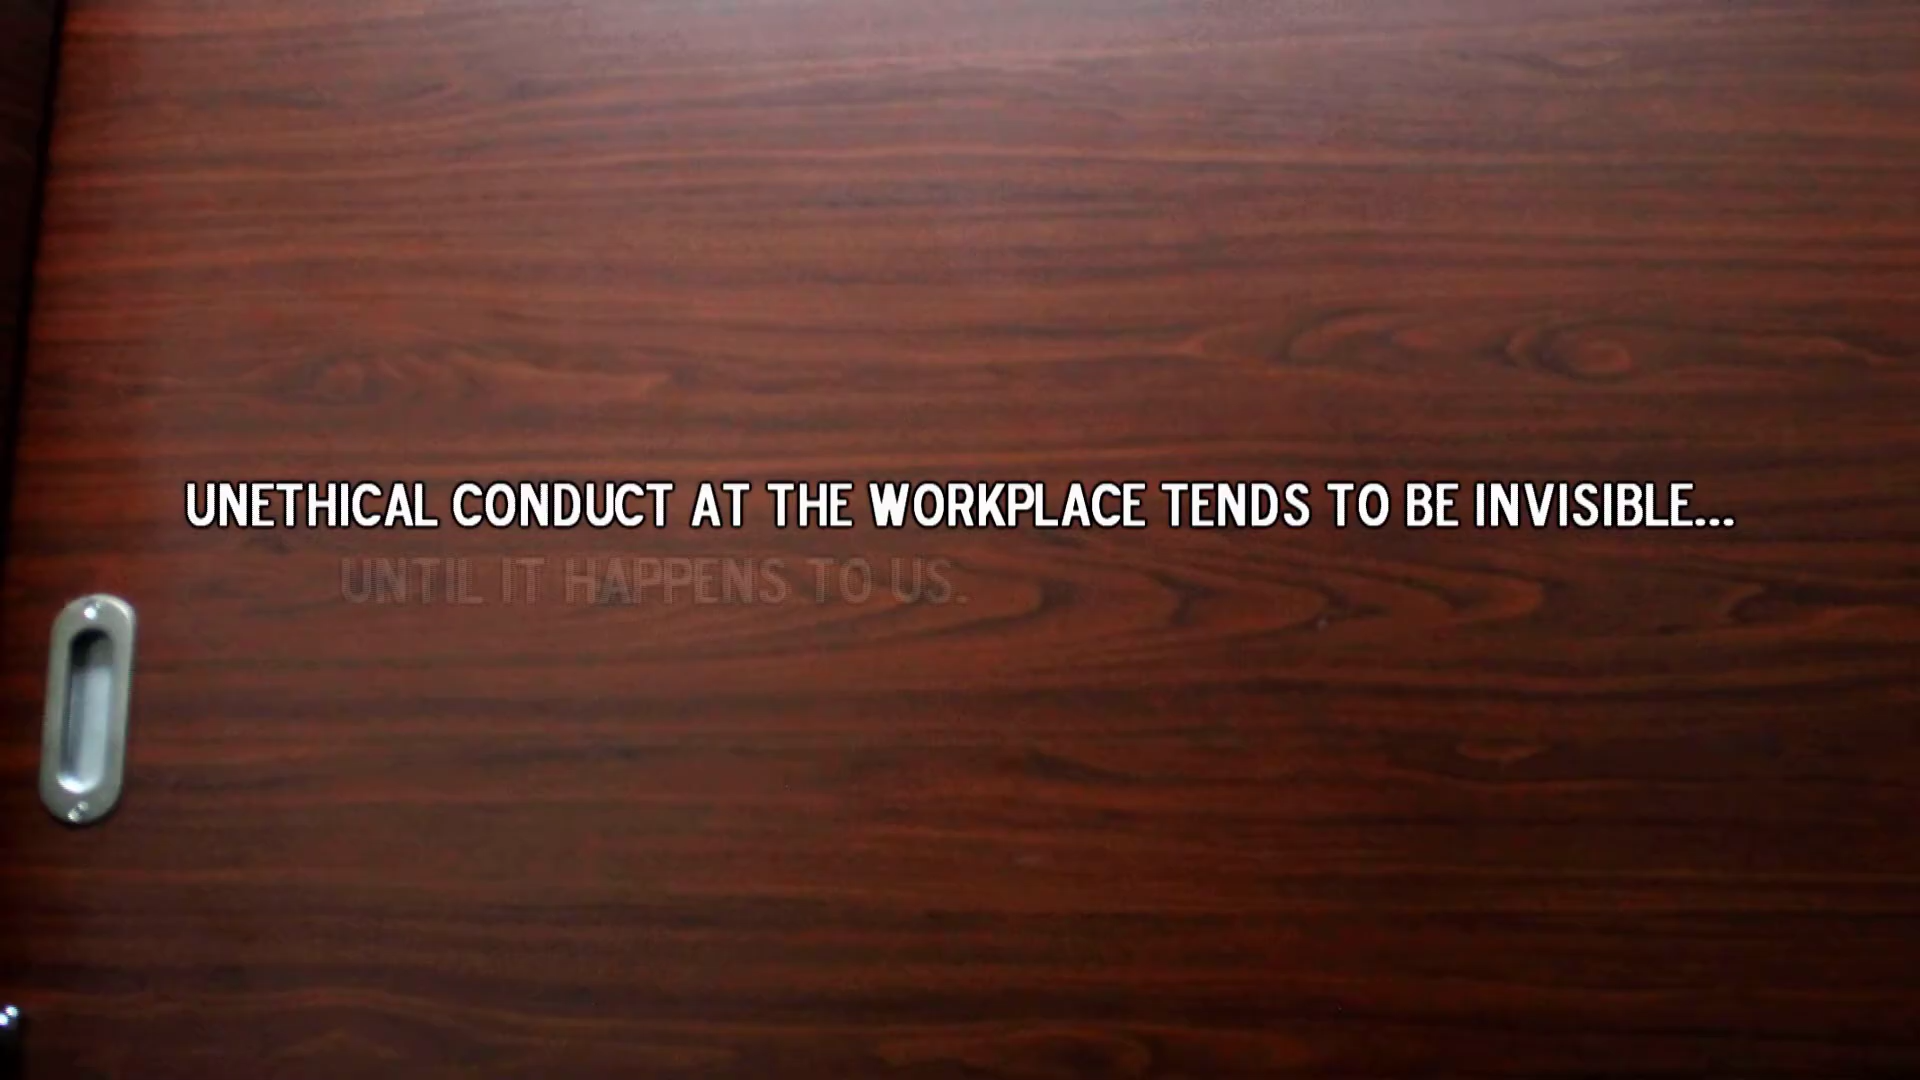 UNETHICAL CONDUCT AT THE WORKPLACE TENDS TO BE INVISIBLE...
UNTIL IT HAPPENS TO US.